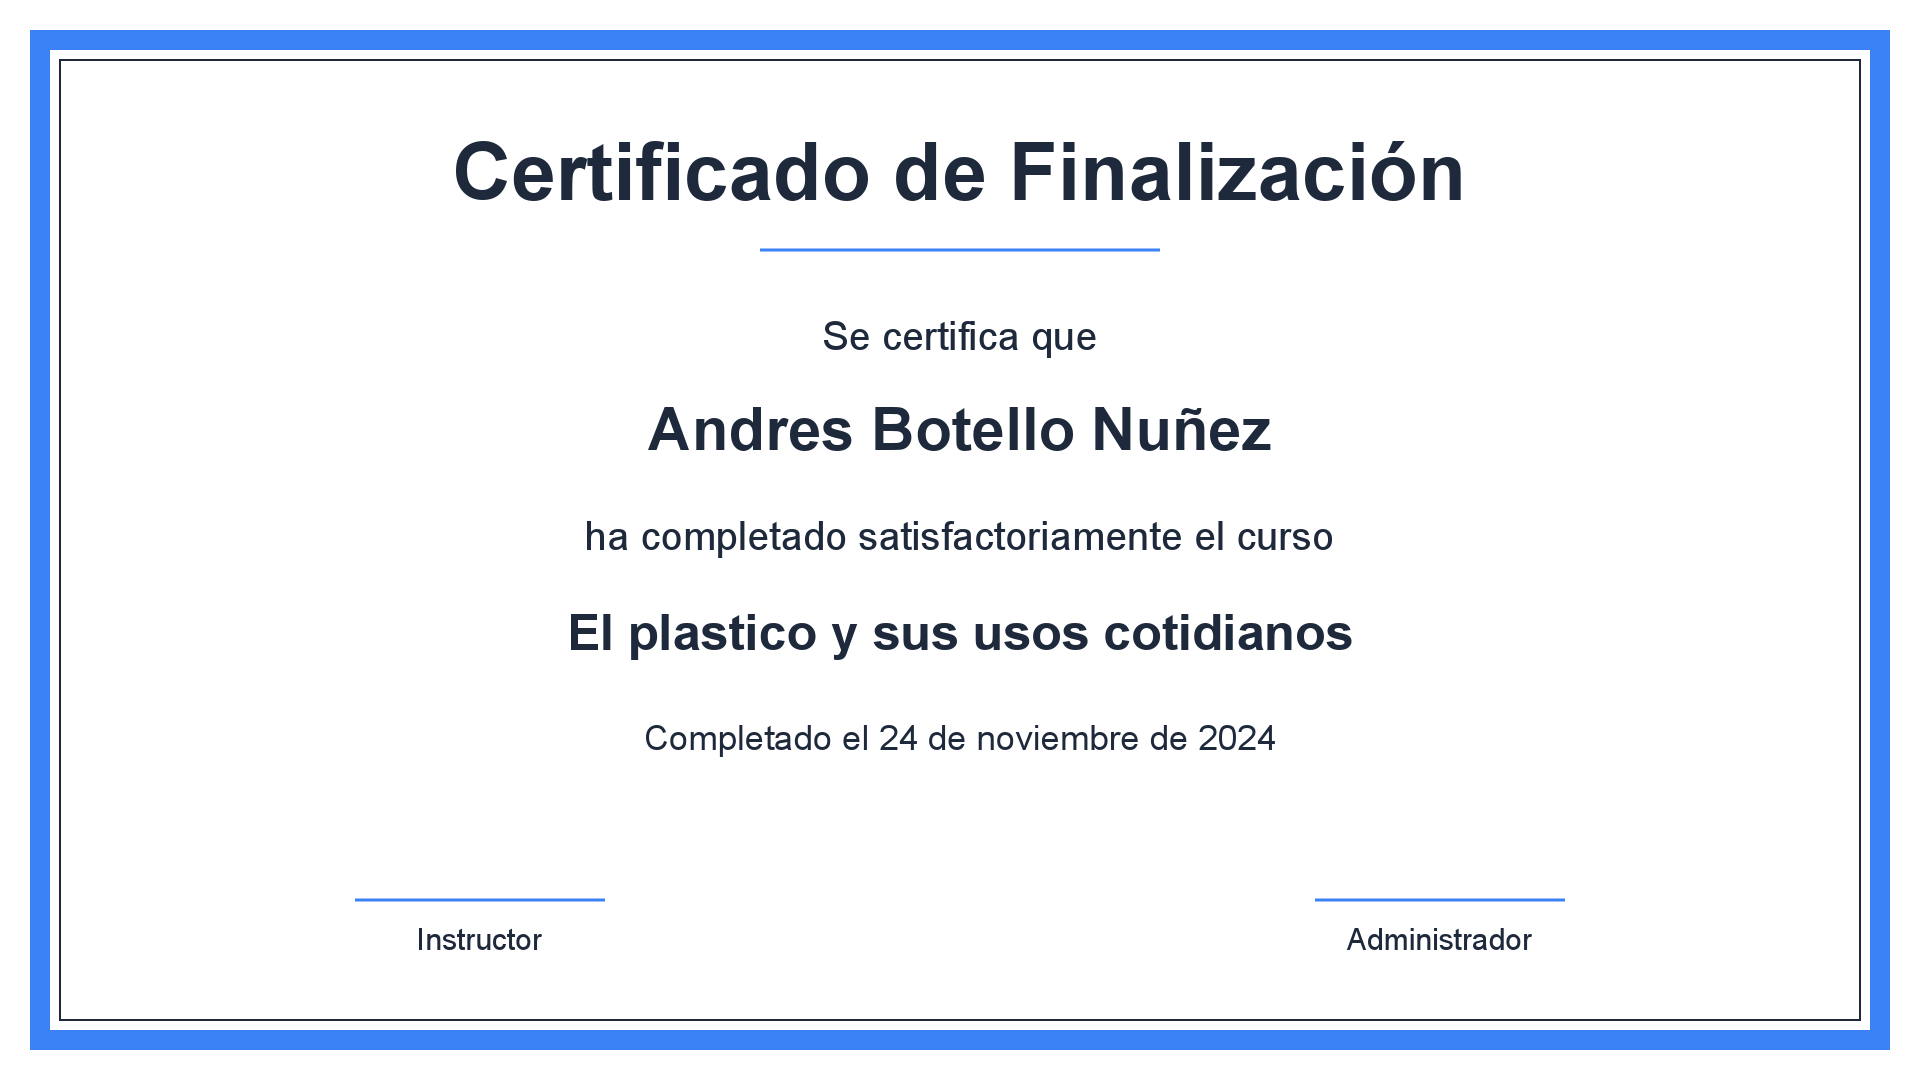 Certificado de Finalización
Se certifica que
Andres Botello Nuñez
ha completado satisfactoriamente el curso
El plastico y sus usos cotidianos
Completado el 24 de noviembre de 2024
Instructor
Administrador